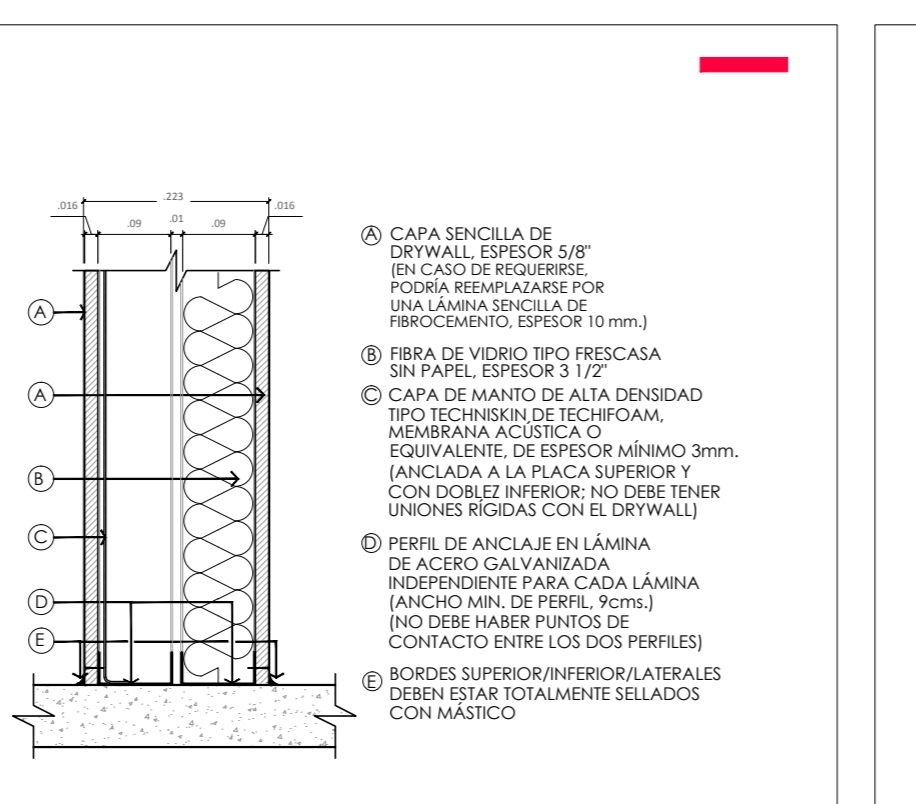 .223
.016
.016
.09
.01
.09
A
A
B
C
D
E
A CAPA SENCILLA DE
DRYWALL, ESPESOR 5/8"
(EN CASO DE REQUERIRSE,
PODRÍA REEMPLAZARSE POR
UNA LÁMINA SENCILLA DE
FIBROCEMENTO, ESPESOR 10 mm.)
B FIBRA DE VIDRIO TIPO FRESCASA
SIN PAPEL, ESPESOR 3 1/2"
C CAPA DE MANTO DE ALTA DENSIDAD
TIPO TECHNISKIN DE TECHIFOAM,
MEMBRANA ACÚSTICA O
EQUIVALENTE, DE ESPESOR MÍNIMO 3mm.
(ANCLADA A LA PLACA SUPERIOR Y
CON DOBLEZ INFERIOR; NO DEBE TENER
UNIONES RÍGIDAS CON EL DRYWALL)
D PERFIL DE ANCLAJE EN LÁMINA
DE ACERO GALVANIZADA
INDEPENDIENTE PARA CADA LÁMINA
(ANCHO MIN. DE PERFIL, 9cms.)
(NO DEBE HABER PUNTOS DE
CONTACTO ENTRE LOS DOS PERFILES)
E BORDES SUPERIOR/INFERIOR/LATERALES
DEBEN ESTAR TOTALMENTE SELLADOS
CON MÁSTICO